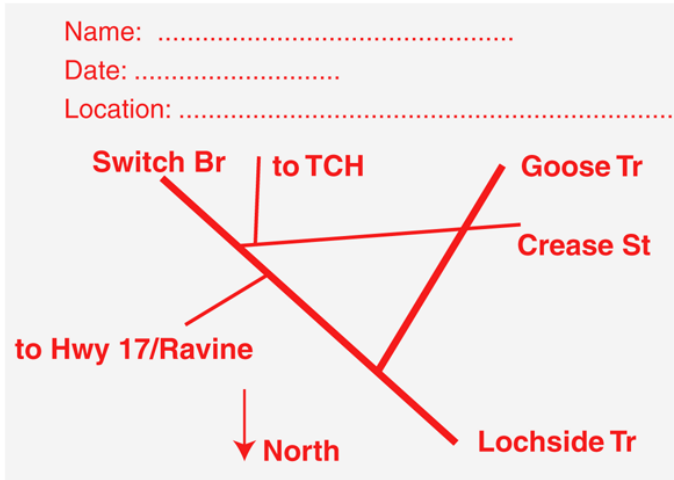 Name: ................................................
Date: ............................
Location: ...................................................................
Switch Br
to TCH
Goose Tr
Crease St
to Hwy 17/Ravine
North
Lochside Tr